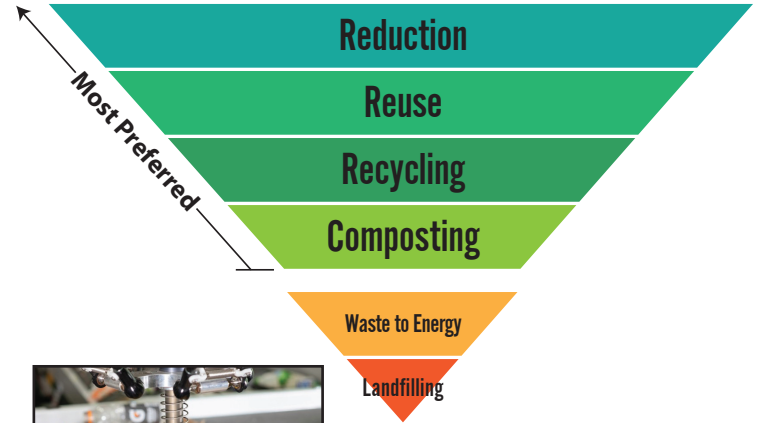 Reduction
Reuse
Most Preferred
Recycling
Composting
Waste to Energy
Landfilling